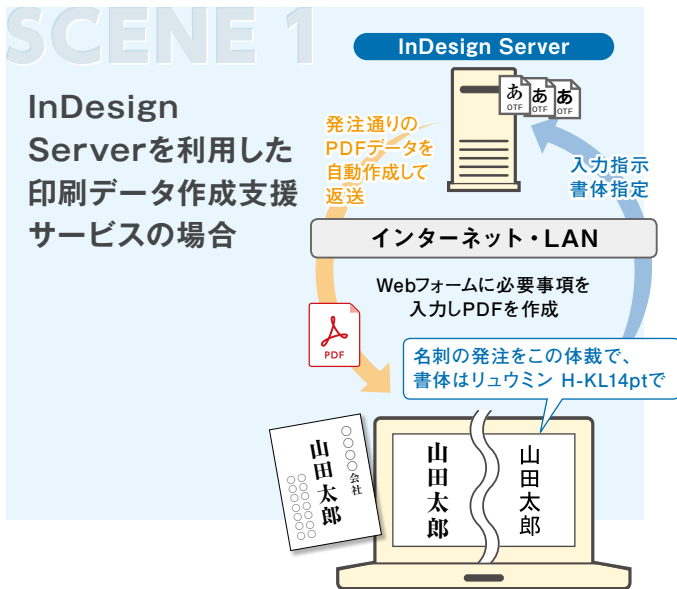 SCENE 1
InDesign
Serverを利用した
印刷データ作成支援
サービスの場合
InDesign Server
あ
OTF
あ
OTF
あ
OTF
発注通りの
PDFデータを
自動作成して
返送
入力指示
書体指定
インターネット・LAN
Webフォームに必要事項を
入力しPDFを作成
PDF
名刺の発注をこの体裁で、
書体はリュウミン H-KL14ptで
〇〇〇〇会社
山田太郎
〇〇〇〇〇〇
〇〇〇〇〇〇
山田太郎
山田太郎